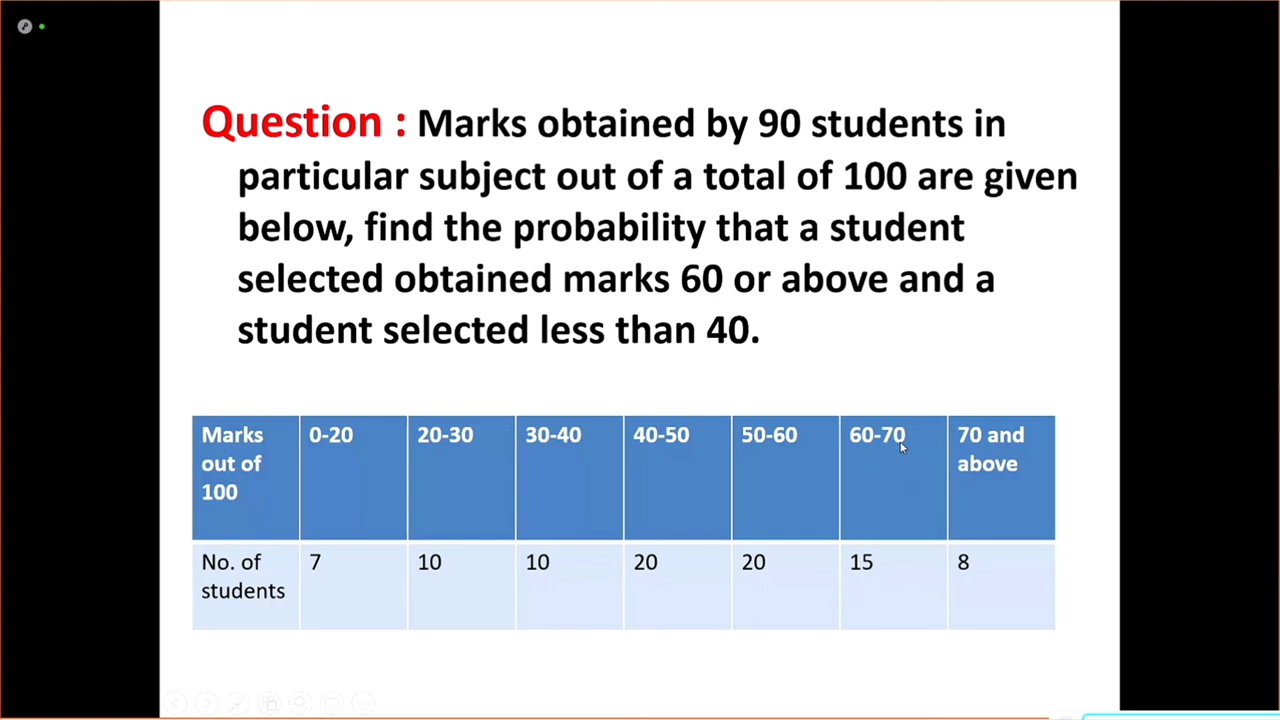 Question : Marks obtained by 90 students in
particular subject out of a total of 100 are given
below, find the probability that a student
selected obtained marks 60 or above and a
student selected less than 40.
Marks out of 100 0-20 20-30 30-40 40-50 50-60 60-70 70 and above
No. of students 7 10 10 20 20 15 8